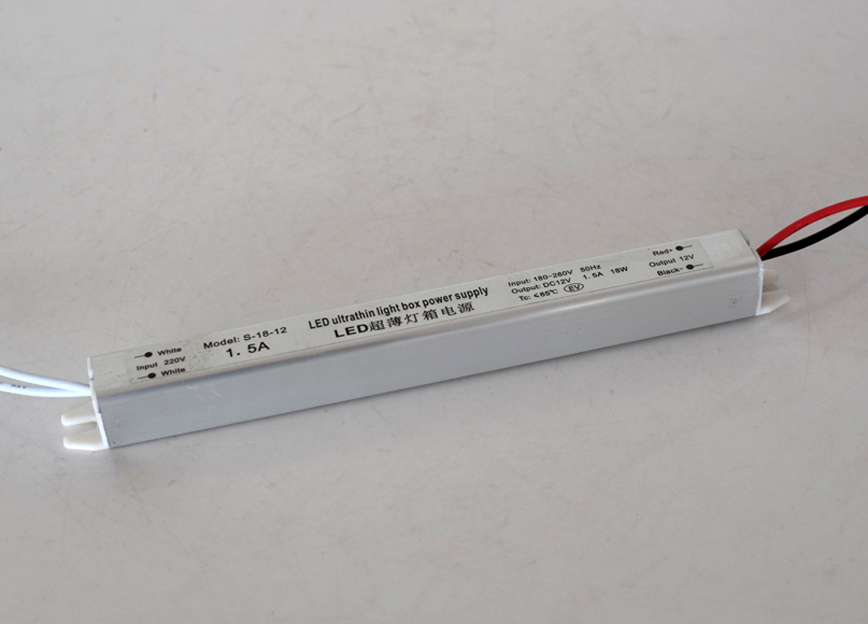 White
Input 220V
White
Model: S-18-12
1.5A
LED ultrathin light box power supply
LED超薄灯箱电源
Input: 180~260V 50Hz
Output: DC12V 1.5A 18W
Tc: <65℃ EV
Red+
Output 12V
Black-